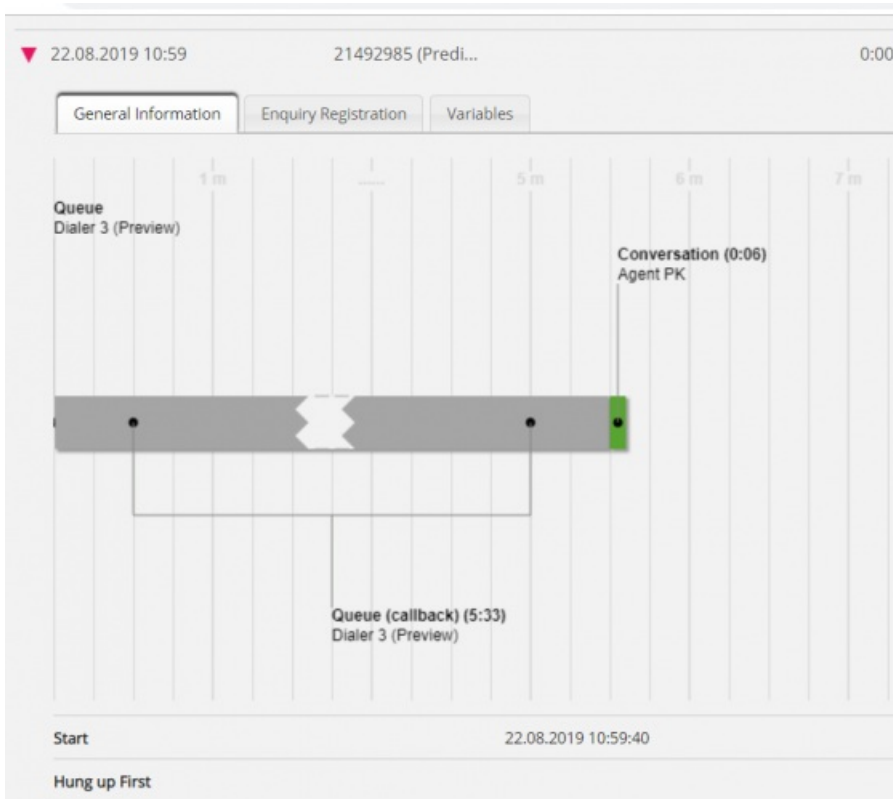 22.08.2019 10:59 21492985 (Predi... 0:00
General Information Enquiry Registration Variables
1 m ...... 5 m 6 m 7 m
Queue
Dialer 3 (Preview)
Conversation (0:06)
Agent PK
Queue (callback) (5:33)
Dialer 3 (Preview)
Start 22.08.2019 10:59:40
Hung up First